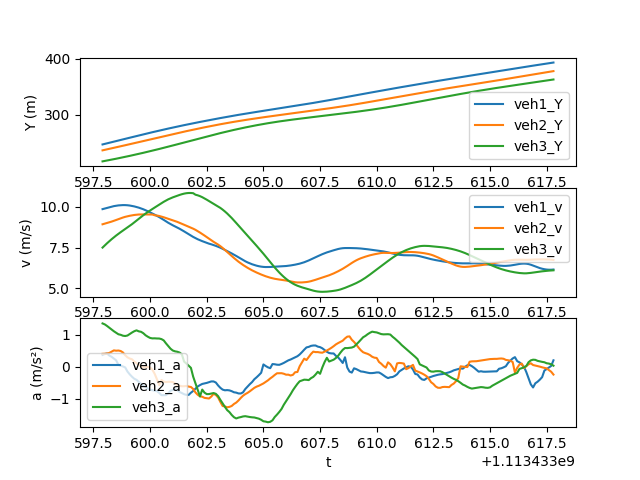 400
300
Y (m)
veh1_Y
veh2_Y
veh3_Y
597.5 600.0 602.5 605.0 607.5 610.0 612.5 615.0 617.5
10.0
7.5
5.0
v (m/s)
veh1_v
veh2_v
veh3_v
597.5 600.0 602.5 605.0 607.5 610.0 612.5 615.0 617.5
1
0
−1
a (m/s²)
veh1_a
veh2_a
veh3_a
597.5 600.0 602.5 605.0 607.5 610.0 612.5 615.0 617.5
t
+1.113433e9